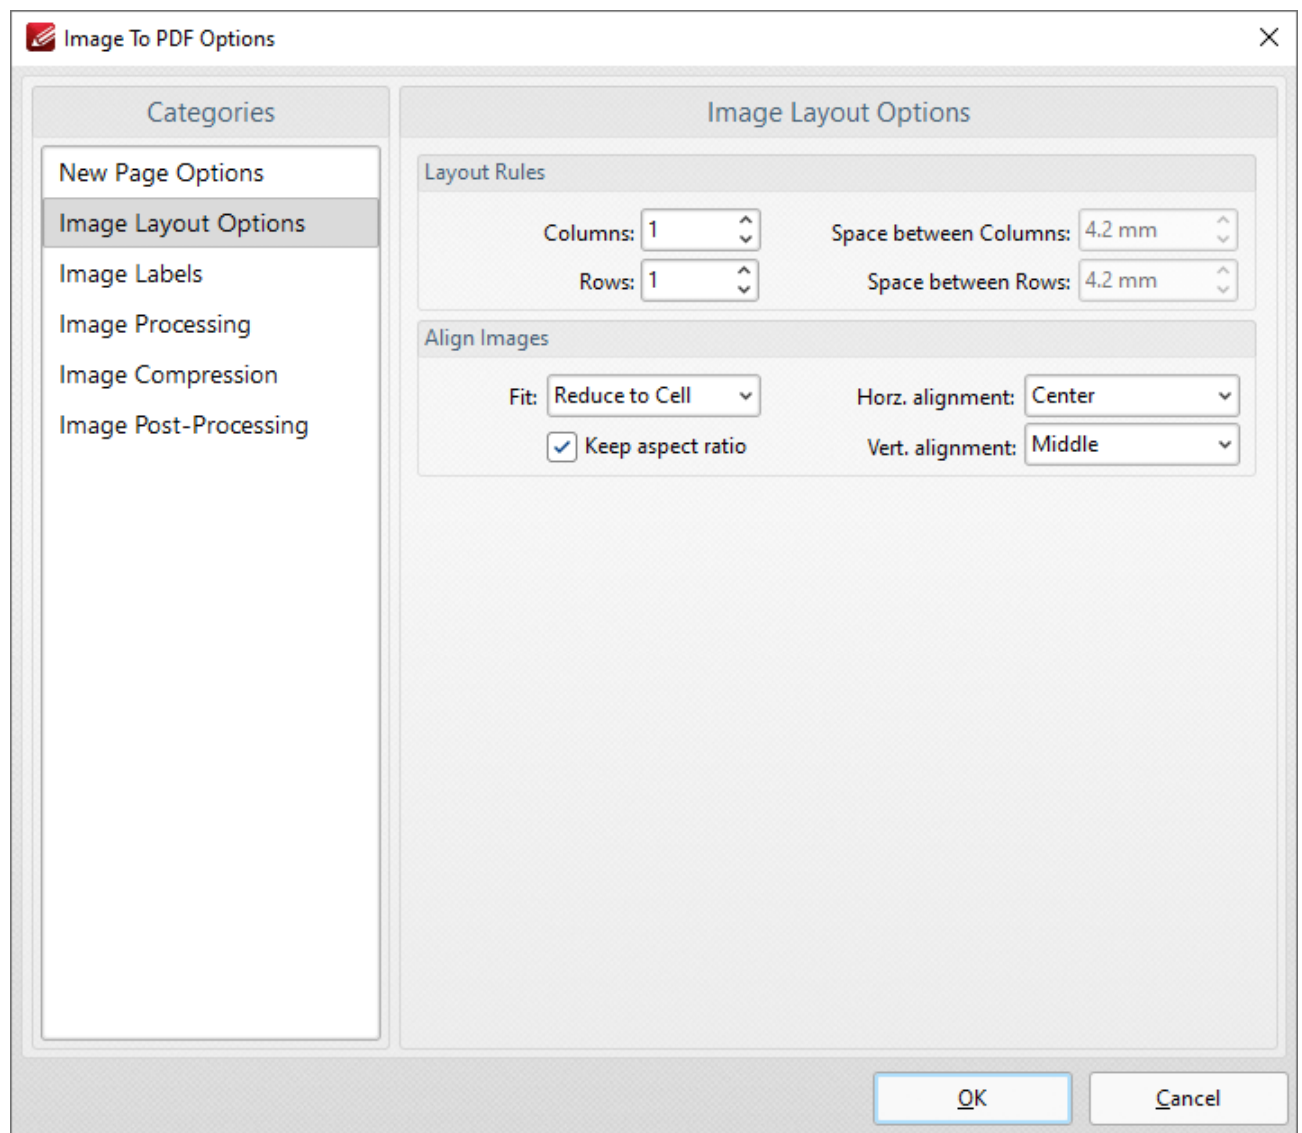 Image To PDF Options
Categories
New Page Options
Image Layout Options
Image Labels
Image Processing
Image Compression
Image Post-Processing
Image Layout Options
Layout Rules
Columns: 1 Space between Columns: 4.2 mm
Rows: 1 Space between Rows: 4.2 mm
Align Images
Fit: Reduce to Cell Horz. alignment: Center
Keep aspect ratio Vert. alignment: Middle
OK Cancel